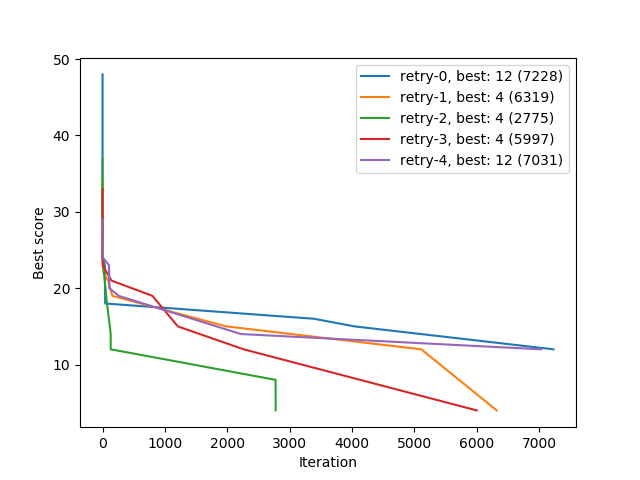 50
40
30
20
10
Best score
0
1000
2000
3000
4000
5000
6000
7000
Iteration
retry-0, best: 12 (7228)
retry-1, best: 4 (6319)
retry-2, best: 4 (2775)
retry-3, best: 4 (5997)
retry-4, best: 12 (7031)